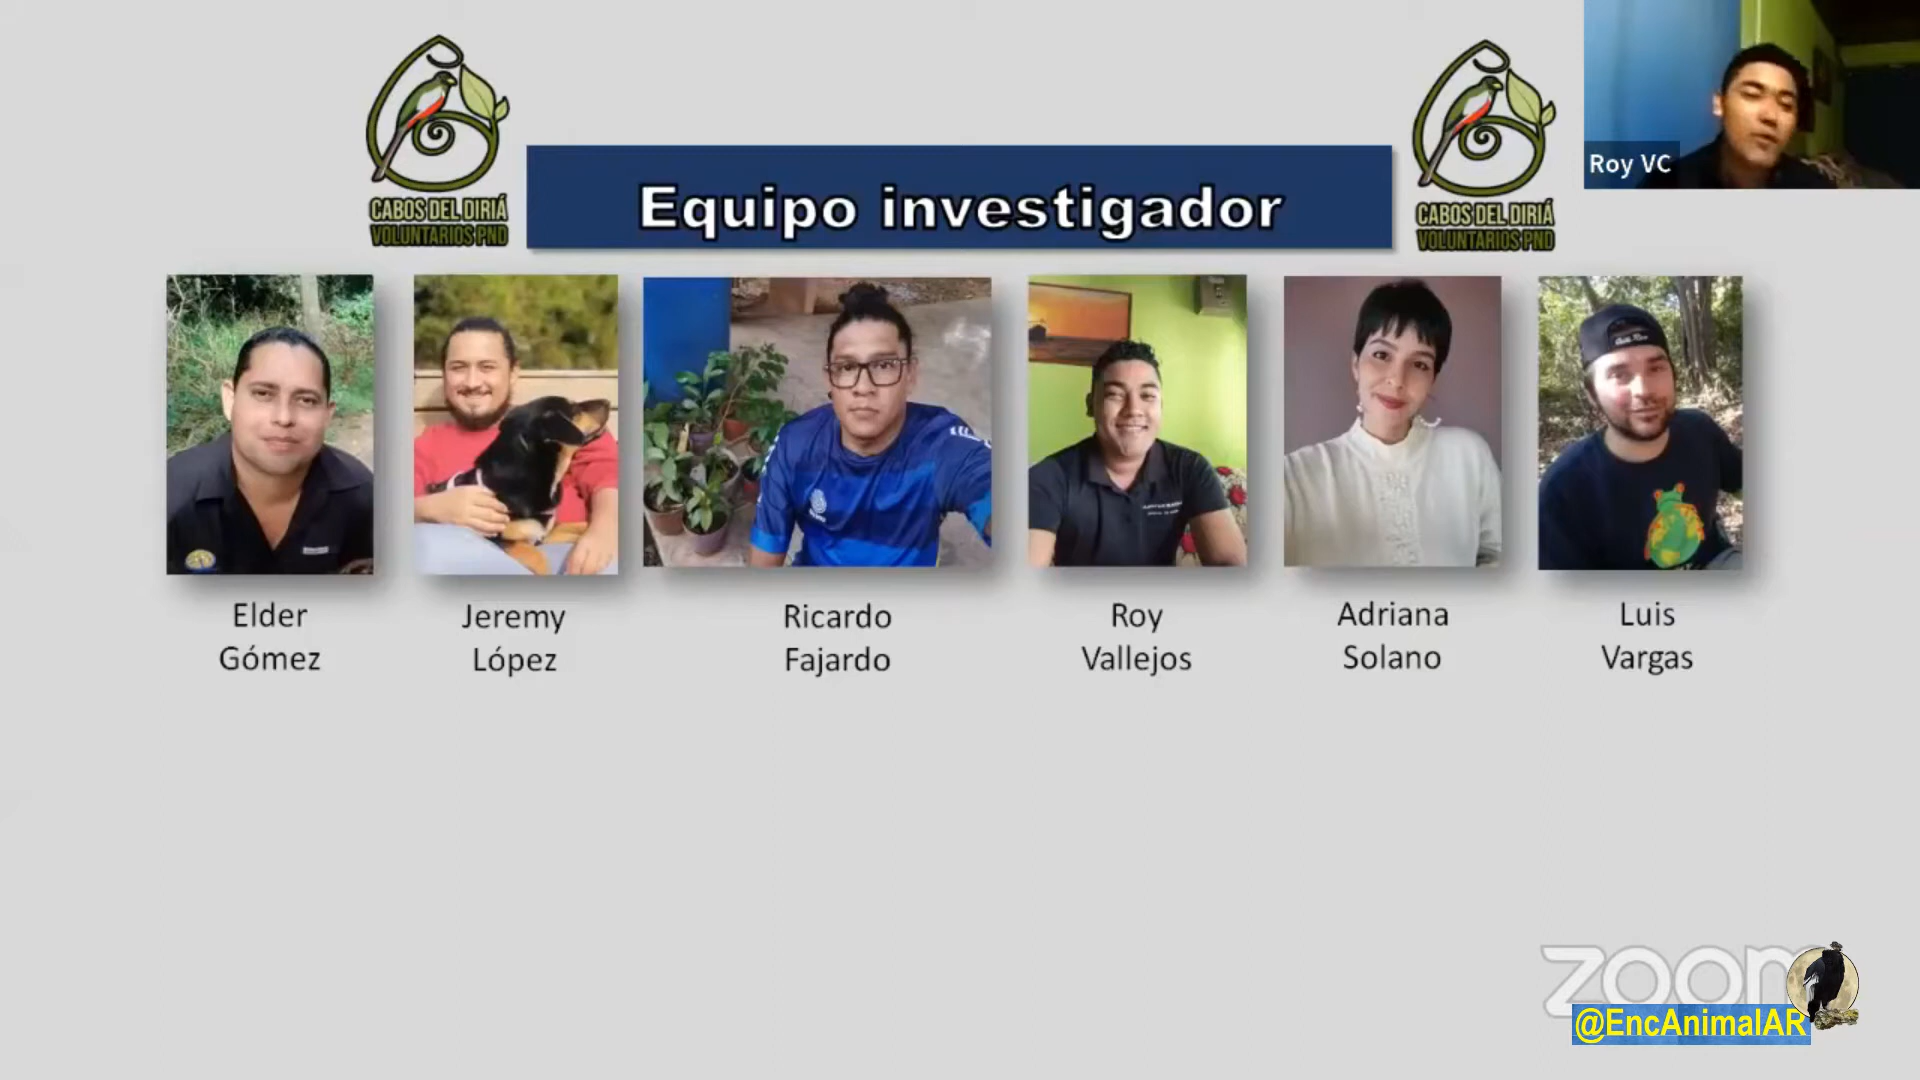 CABOS DEL DIRIÁ
VOLUNTARIOS PND
Equipo investigador
CABOS DEL DIRIÁ
VOLUNTARIOS PND
Roy VC
Elder
Gómez
Jeremy
López
Ricardo
Fajardo
Roy
Vallejos
Adriana
Solano
Luis
Vargas
zoom
@EncAnimalAR